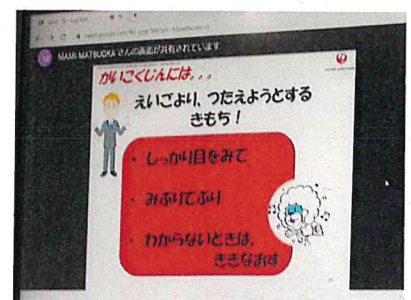 MAMI MATSUOKA さんの画面が共有されています
がいこくじんには。。。
えいごより、つたえようとする
きもち！
・ しっかり目をみて
・ みぶりてぶり
・ わからないときは、
ききなおす